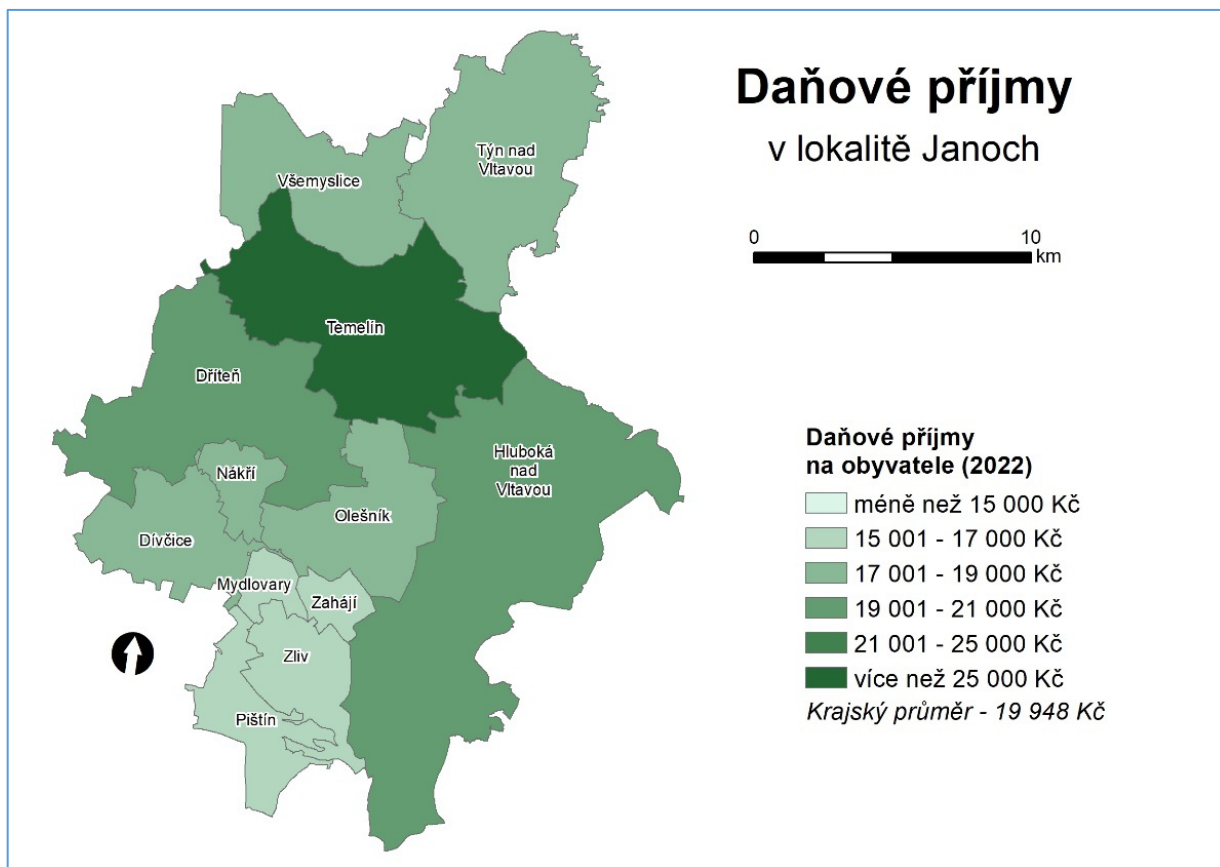 Daňové příjmy
v lokalitě Janoch
0 10
km
Týn nad
Vltavou
Všemyslice
Temelín
Dříteň
Hluboká
nad
Vltavou
Nákří
Olešník
Dívčice
Mydlovary
Zahájí
Zliv
Pištín
Daňové příjmy
na obyvatele (2022)
méně než 15 000 Kč
15 001 - 17 000 Kč
17 001 - 19 000 Kč
19 001 - 21 000 Kč
21 001 - 25 000 Kč
více než 25 000 Kč
Krajský průměr - 19 948 Kč